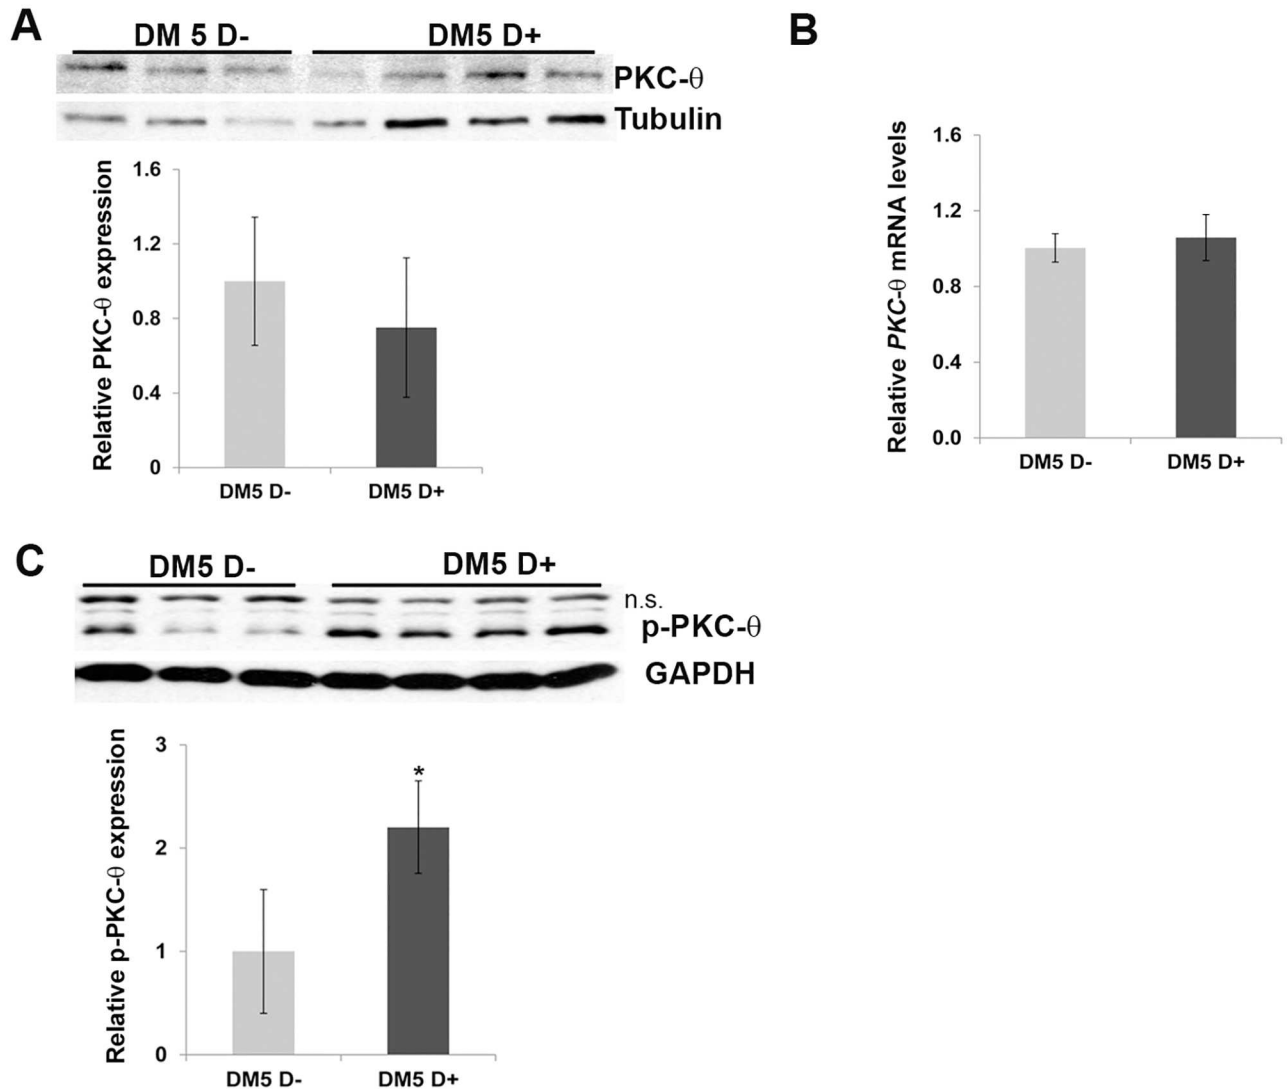 A
DM 5 D-
DM5 D+
PKC-θ
Tubulin
Relative PKC-θ expression
1.6
1.2
0.8
0.4
0
DM5 D-
DM5 D+
B
Relative PKC-θ mRNA levels
1.6
1.2
0.8
0.4
0.0
DM5 D-
DM5 D+
C
DM5 D-
DM5 D+
n.s.
p-PKC-θ
GAPDH
Relative p-PKC-θ expression
3
2
1
0
*
DM5 D-
DM5 D+